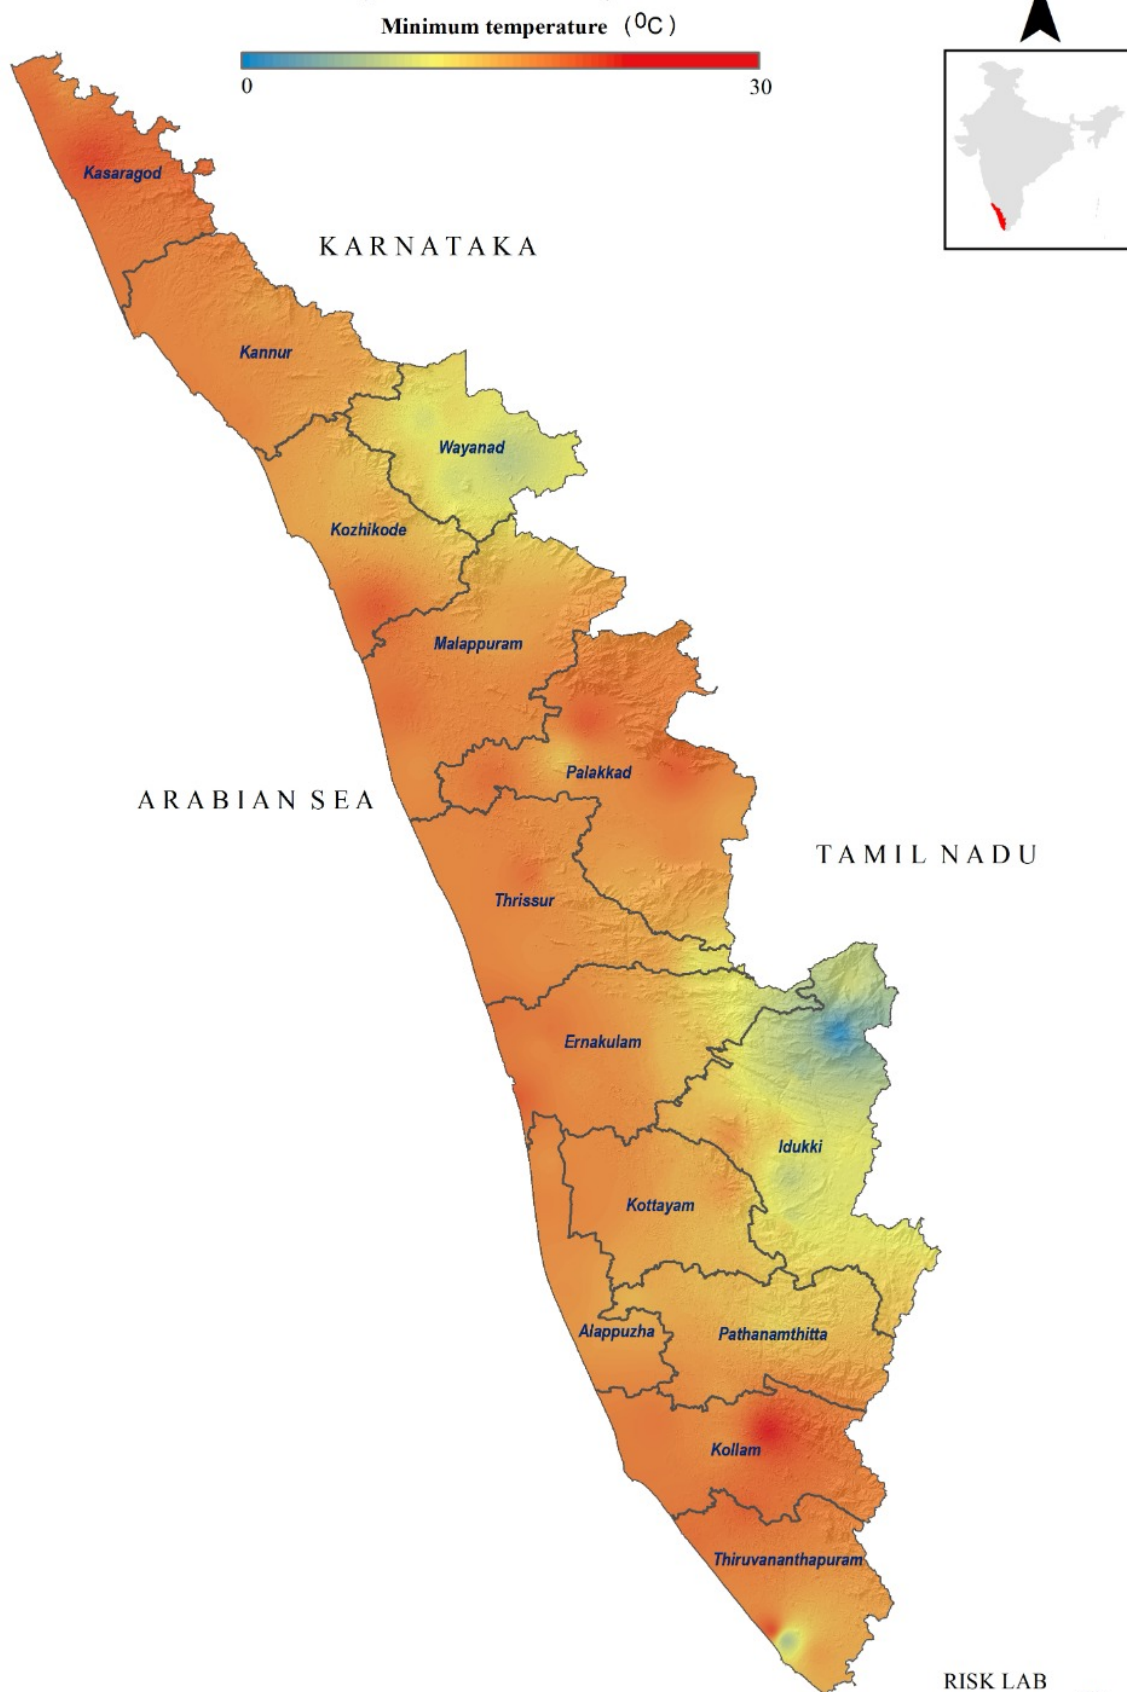 Minimum temperature (⁰C)
0 30
Kasaragod
KARNATAKA
Kannur
Wayanad
Kozhikode
Malappuram
Palakkad
ARABIAN SEA
TAMIL NADU
Thrissur
Ernakulam
Idukki
Kottayam
Alappuzha
Pathanamthitta
Kollam
Thiruvananthapuram
RISK LAB